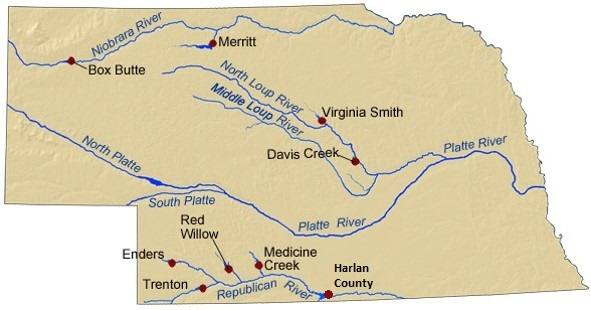 Niobrara River
Merritt
Box Butte
North Loup River
Middle Loup River
Virginia Smith
Davis Creek
Platte River
North Platte
South Platte
Platte River
Red
Willow
Enders
Medicine
Creek
Trenton
Republican River
Harlan
County